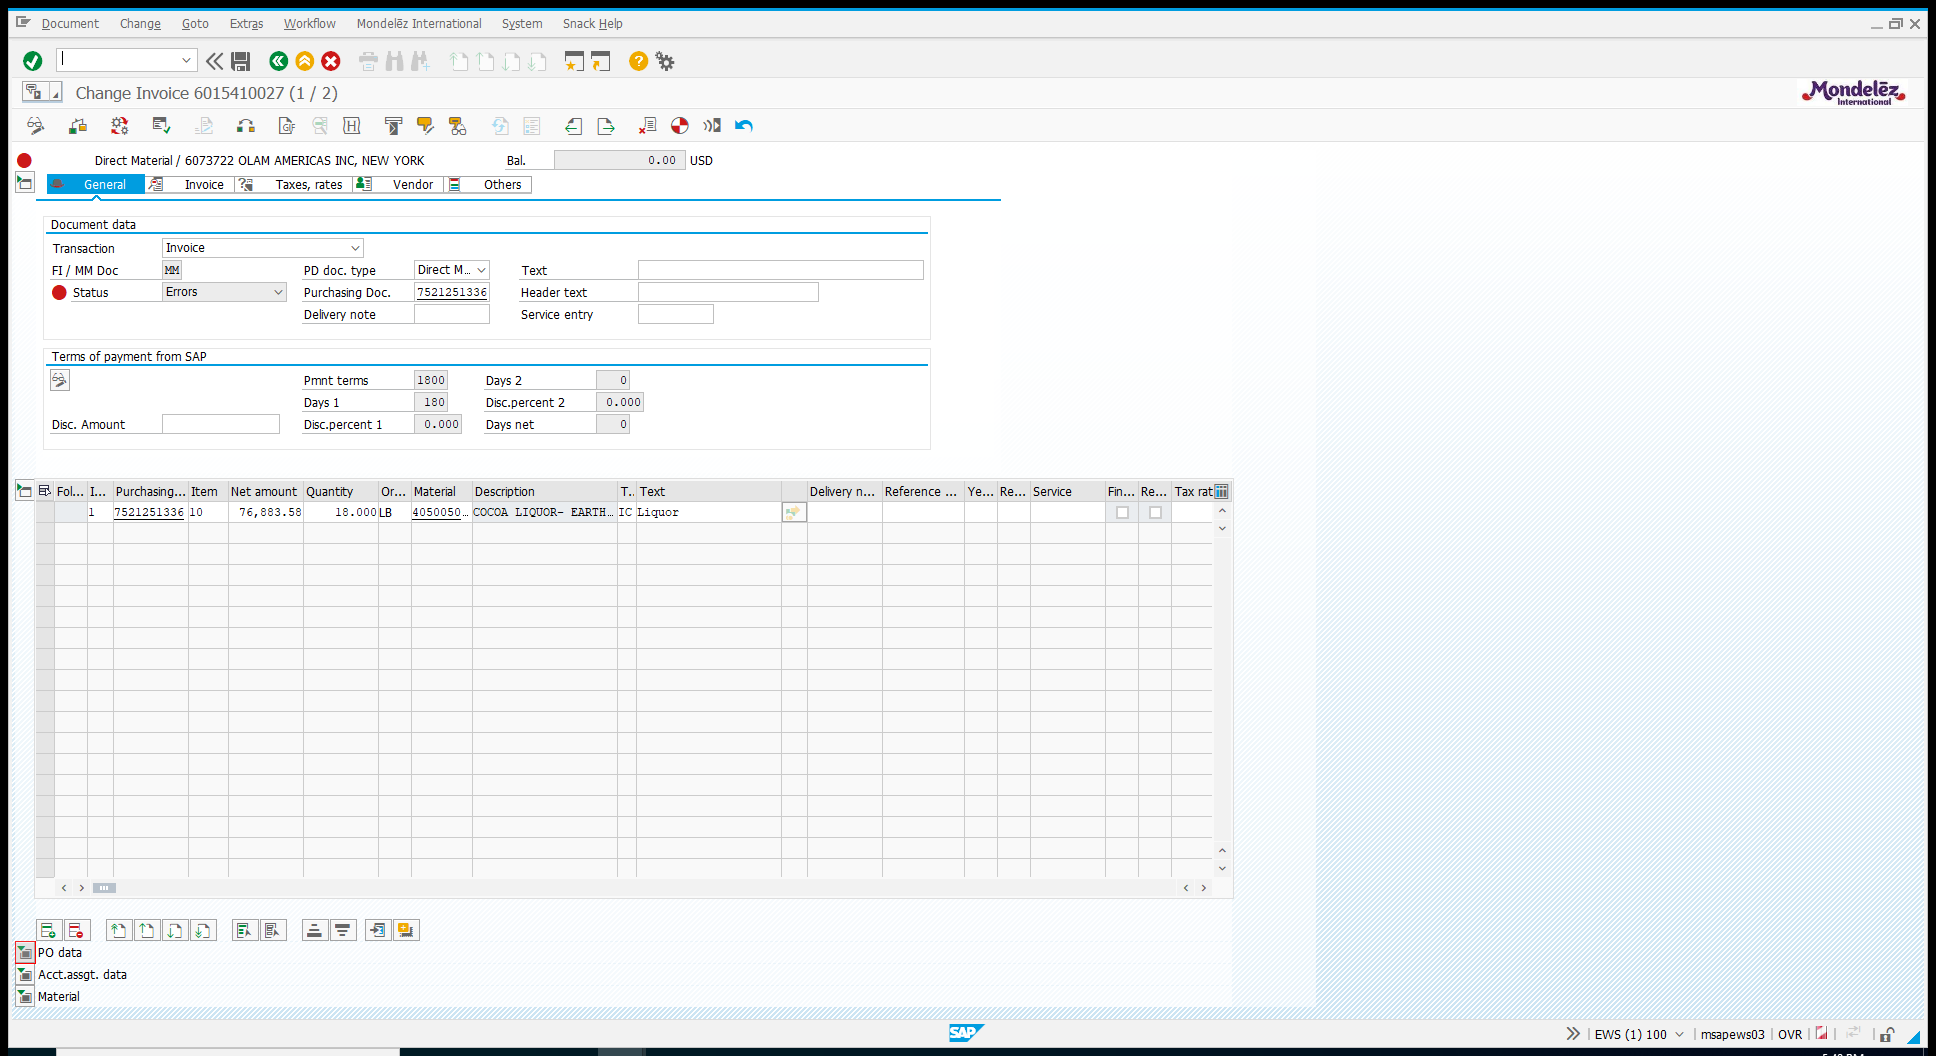 Document Change Goto Extras Workflow Mondelēz International System Snack Help
Change Invoice 6015410027 (1 / 2)
Mondelēz
International
GIF H
Direct Material / 6073722 OLAM AMERICAS INC, NEW YORK Bal. 0.00 USD
General Invoice Taxes, rates Vendor Others
Document data
Transaction Invoice
FI / MM Doc MM PD doc. type Direct M... Text
Status Errors Purchasing Doc. 7521251336 Header text
Delivery note Service entry
Terms of payment from SAP
Pmnt terms 1800 Days 2 0
Days 1 180 Disc.percent 2 0.000
Disc. Amount Disc.percent 1 0.000 Days net 0
Fol... I... Purchasing... Item Net amount Quantity Or... Material Description T.. Text Delivery n... Reference ... Ye... Re... Service Fin... Re... Tax rat
1 7521251336 10 76,883.58 18.000 LB 4050050... COCOA LIQUOR- EARTH... IC Liquor
PO data
Acct.assgt. data
Material
SAP
EWS (1) 100 msapews03 OVR